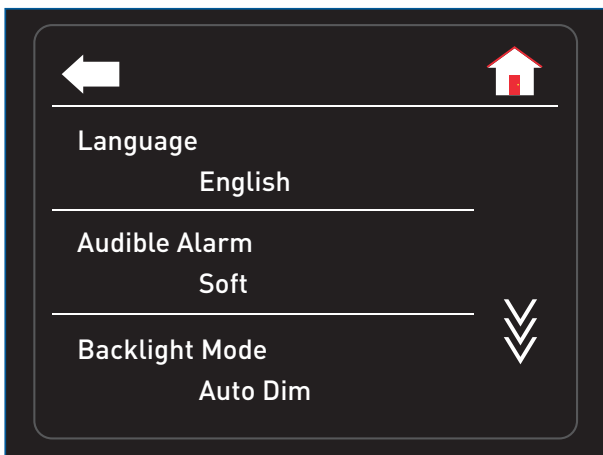 Language
English
Audible Alarm
Soft
Backlight Mode
Auto Dim